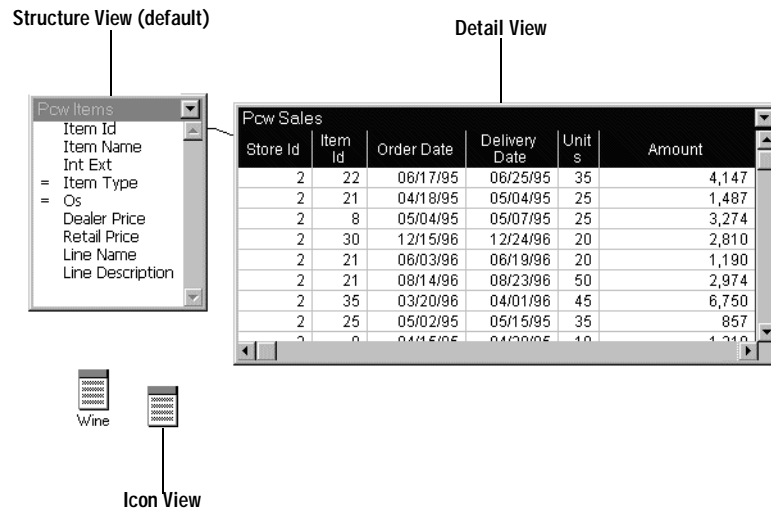 Structure View (default)
Detail View
Pcw Items
Item Id
Item Name
Int Ext
= Item Type
= Os
Dealer Price
Retail Price
Line Name
Line Description
Pcw Sales
Store Id Item Id Order Date Delivery Date Unit s Amount
2 22 06/17/95 06/25/95 35 4,147
2 21 04/18/95 05/04/95 25 1,487
2 8 05/04/95 05/07/95 25 3,274
2 30 12/15/96 12/24/96 20 2,810
2 21 06/03/96 06/19/96 20 1,190
2 21 08/14/96 08/23/96 50 2,974
2 35 03/20/96 04/01/96 45 6,750
2 25 05/02/95 05/15/95 35 857
Wine
Icon View